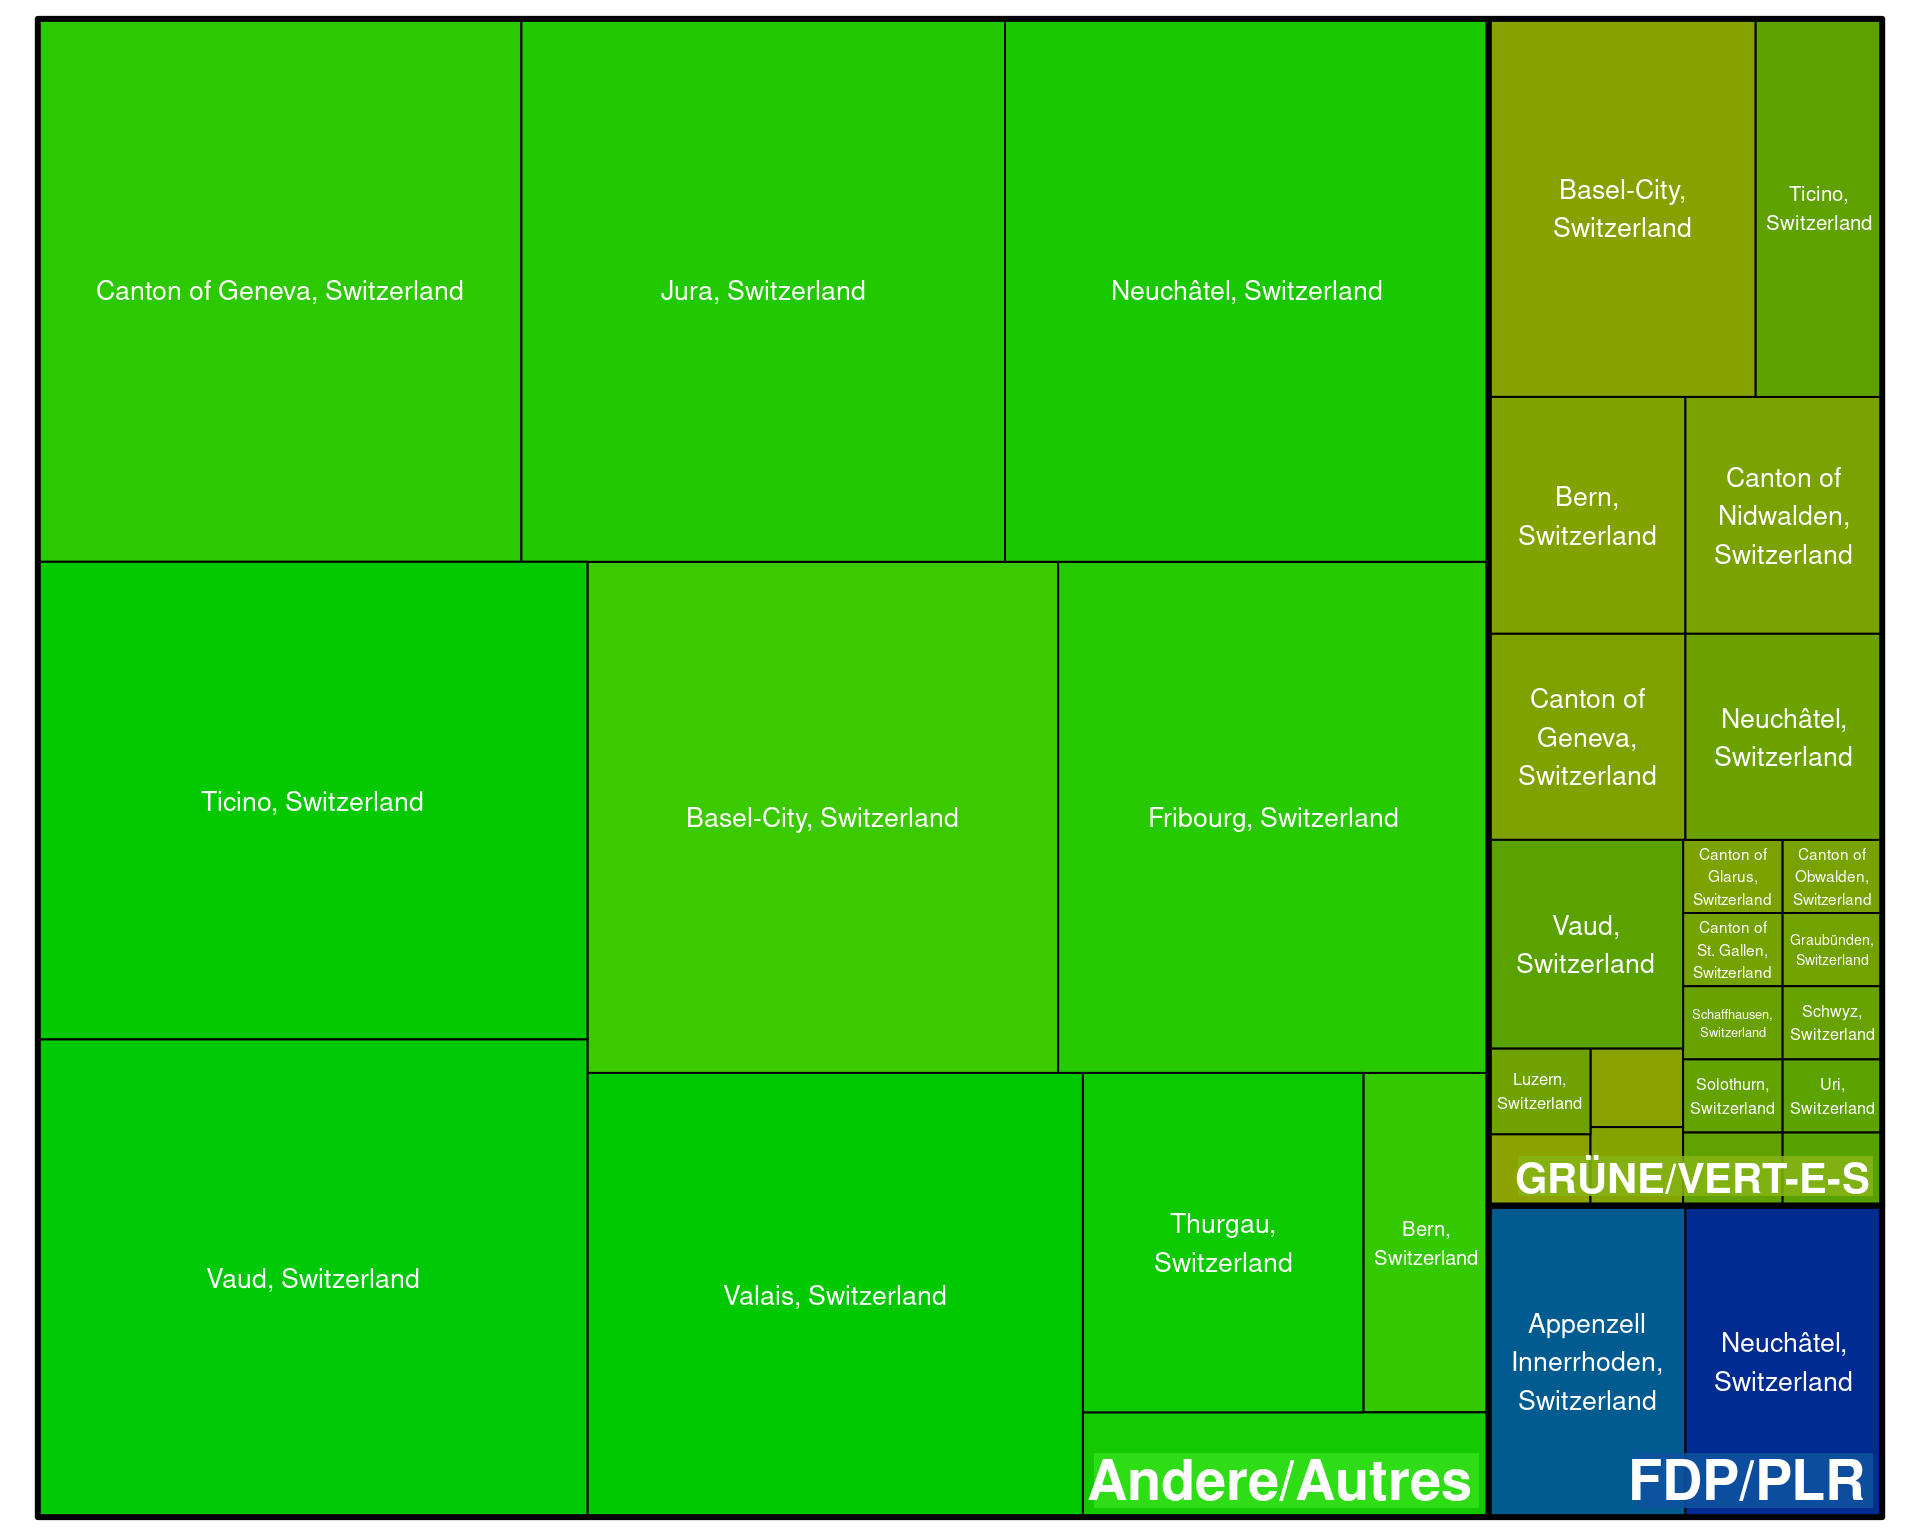 Canton of Geneva, Switzerland
Jura, Switzerland
Neuchâtel, Switzerland
Ticino, Switzerland
Basel-City, Switzerland
Fribourg, Switzerland
Vaud, Switzerland
Valais, Switzerland
Thurgau,
Switzerland
Bern,
Switzerland
Andere/Autres
Basel-City,
Switzerland
Ticino,
Switzerland
Bern,
Switzerland
Canton of
Nidwalden,
Switzerland
Canton of
Geneva,
Switzerland
Neuchâtel,
Switzerland
Vaud,
Switzerland
Canton of
Glarus,
Switzerland
Canton of
Obwalden,
Switzerland
Canton of
St. Gallen,
Switzerland
Graubünden,
Switzerland
Schaffhausen,
Switzerland
Schwyz,
Switzerland
Luzern,
Switzerland
Solothurn,
Switzerland
Uri,
Switzerland
GRÜNE/VERT-E-S
Appenzell
Innerrhoden,
Switzerland
Neuchâtel,
Switzerland
FDP/PLR